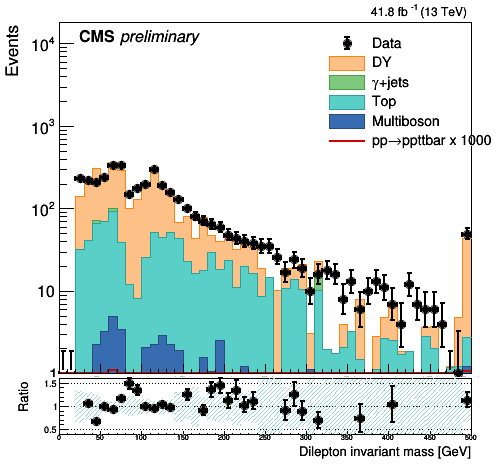 41.8 fb⁻¹ (13 TeV)
CMS preliminary
Events
10⁴
10³
10²
10
1
Data
DY
γ+jets
Top
Multiboson
pp→ppττbar x 1000
Ratio
1.5
1
0.5
0 50 100 150 200 250 300 350 400 450 500
Dilepton invariant mass [GeV]